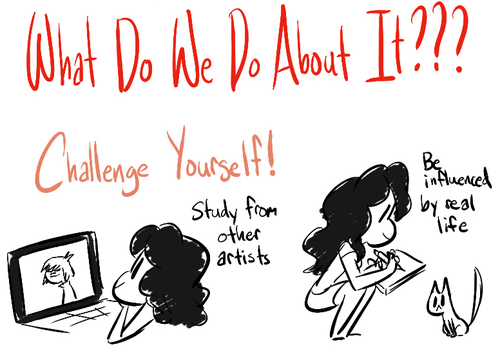 What Do We Do About It???
Challenge Yourself!
Study from
other
artists
Be
influenced
by real
life